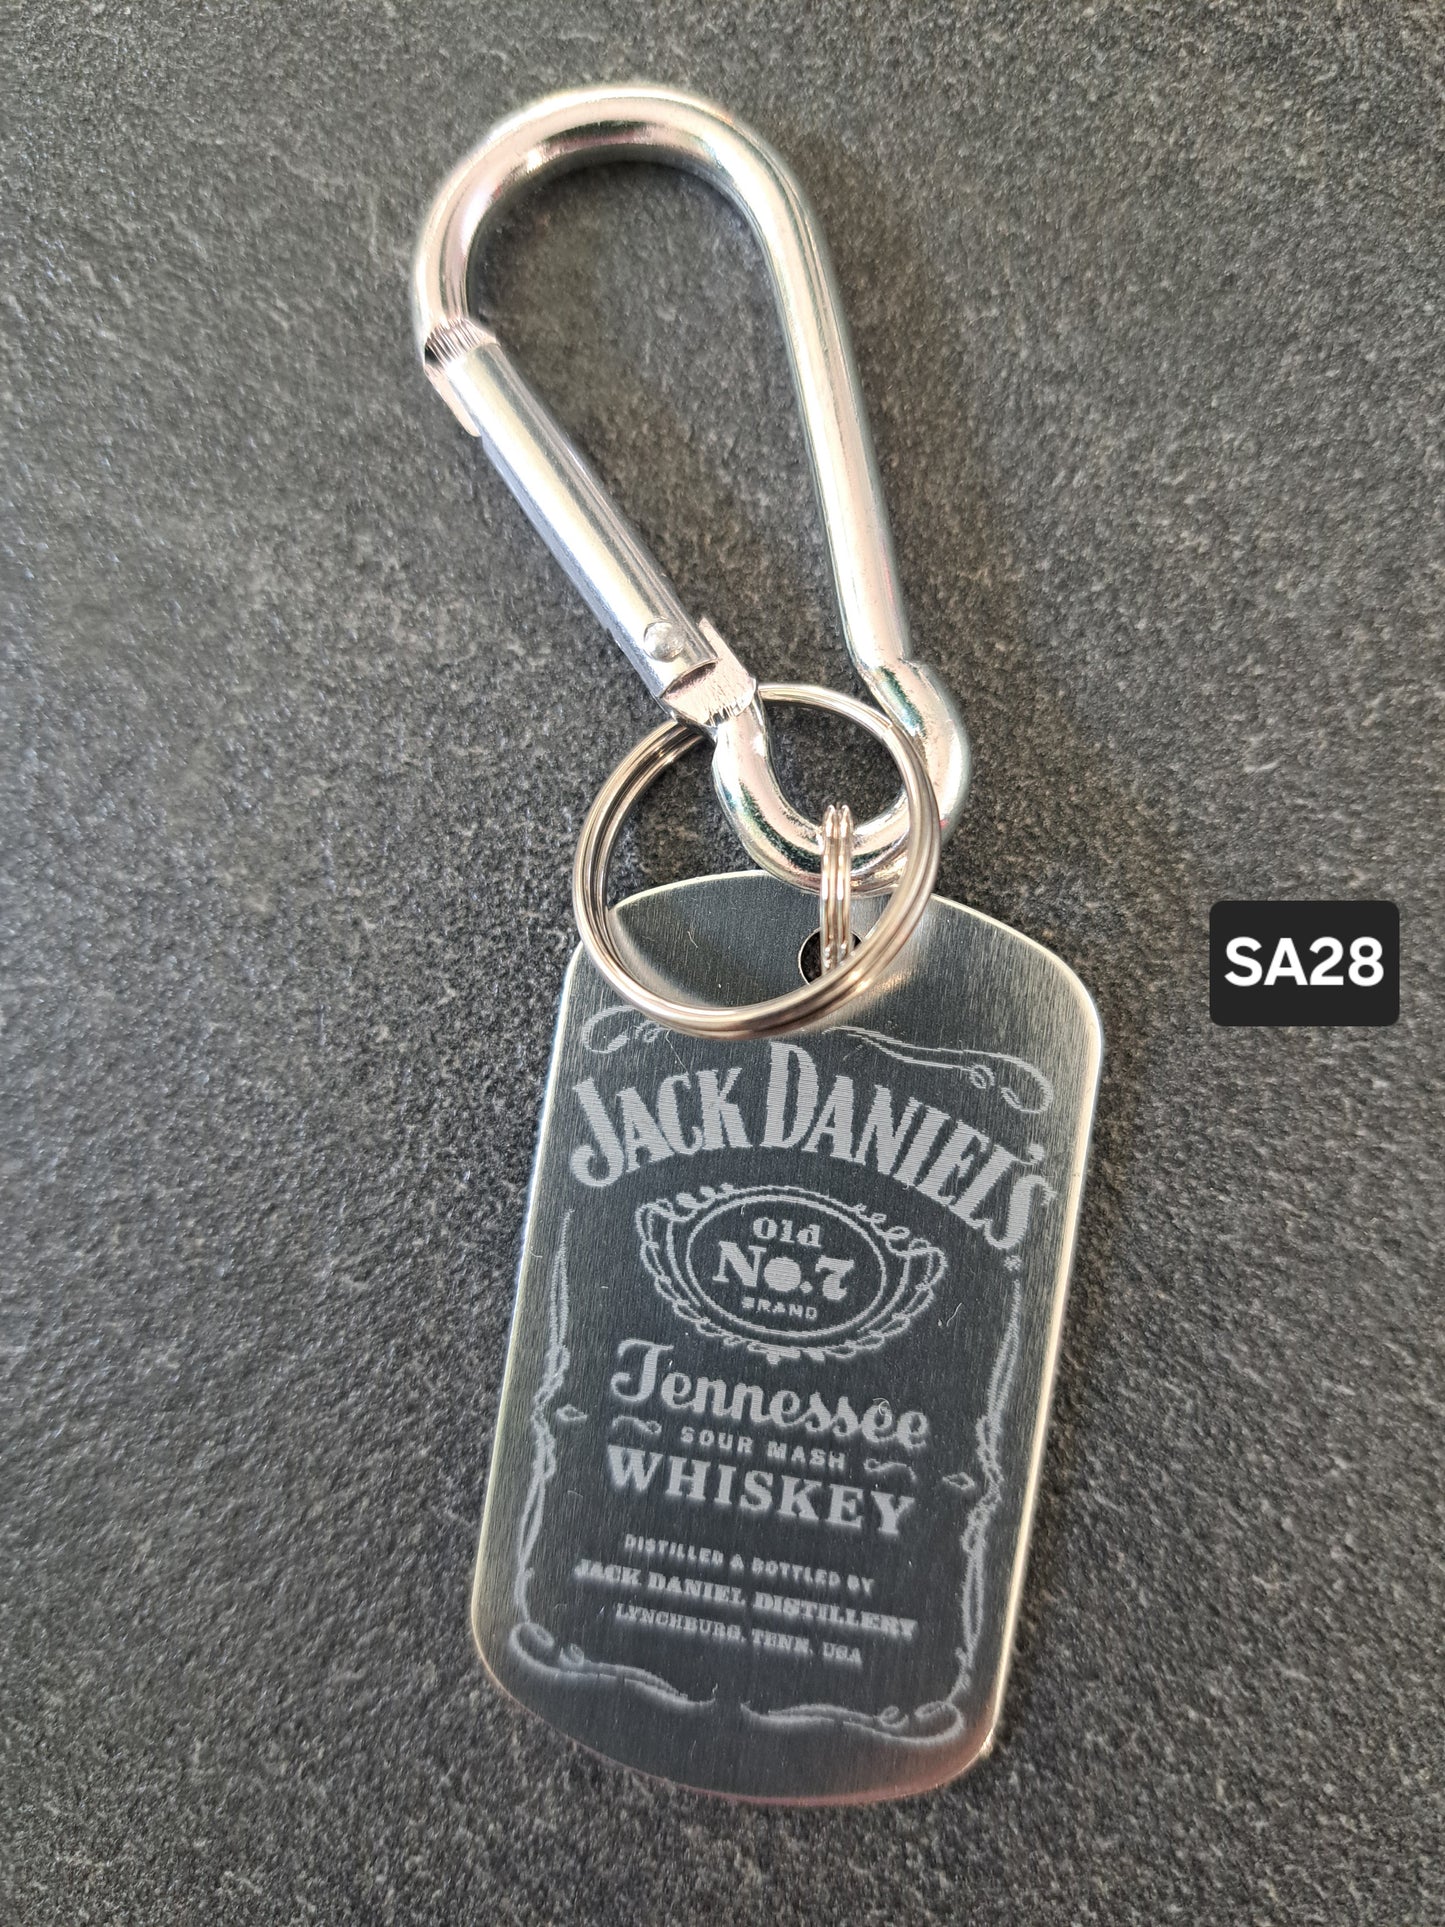 JACK DANIEL'S
Old
No.7
BRAND
Tennessee
SOUR MASH
WHISKEY
DISTILLED & BOTTLED BY
JACK DANIEL DISTILLERY
LYNCHBURG, TENN. USA
SA28